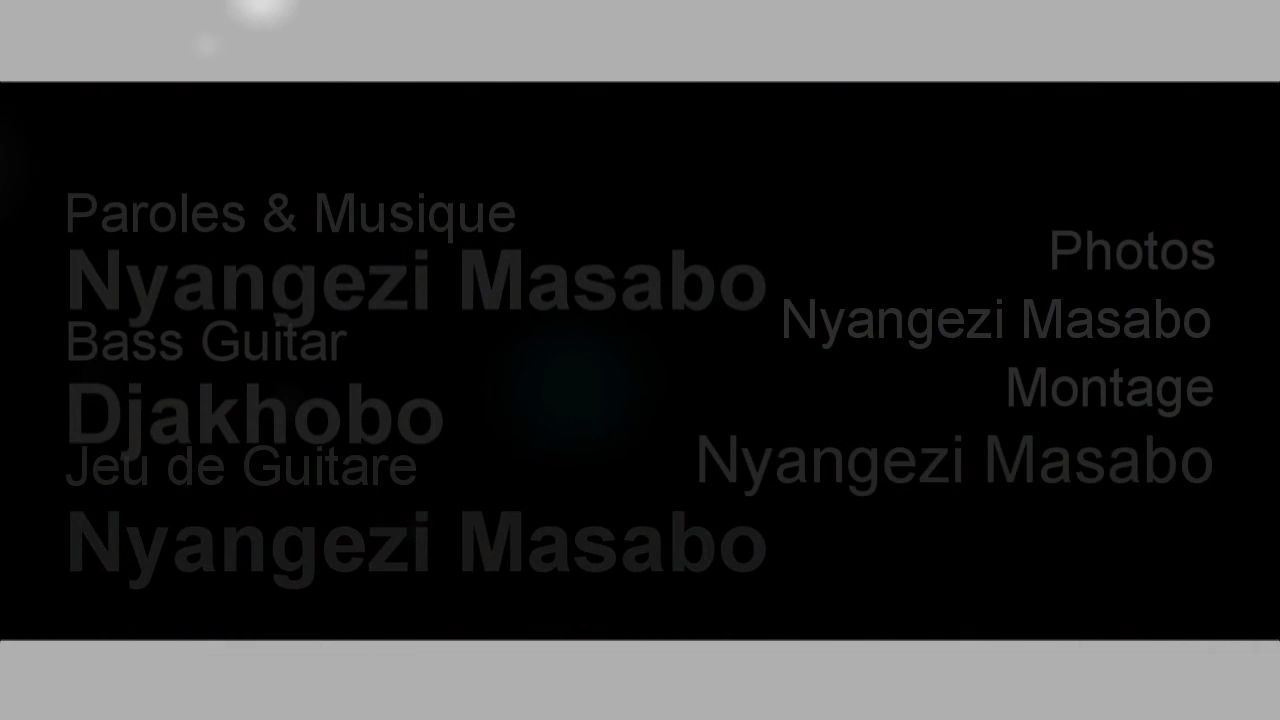 Paroles & Musique
Nyangezi Masabo
Bass Guitar
Djakhobo
Jeu de Guitare
Nyangezi Masabo
Photos
Nyangezi Masabo
Montage
Nyangezi Masabo